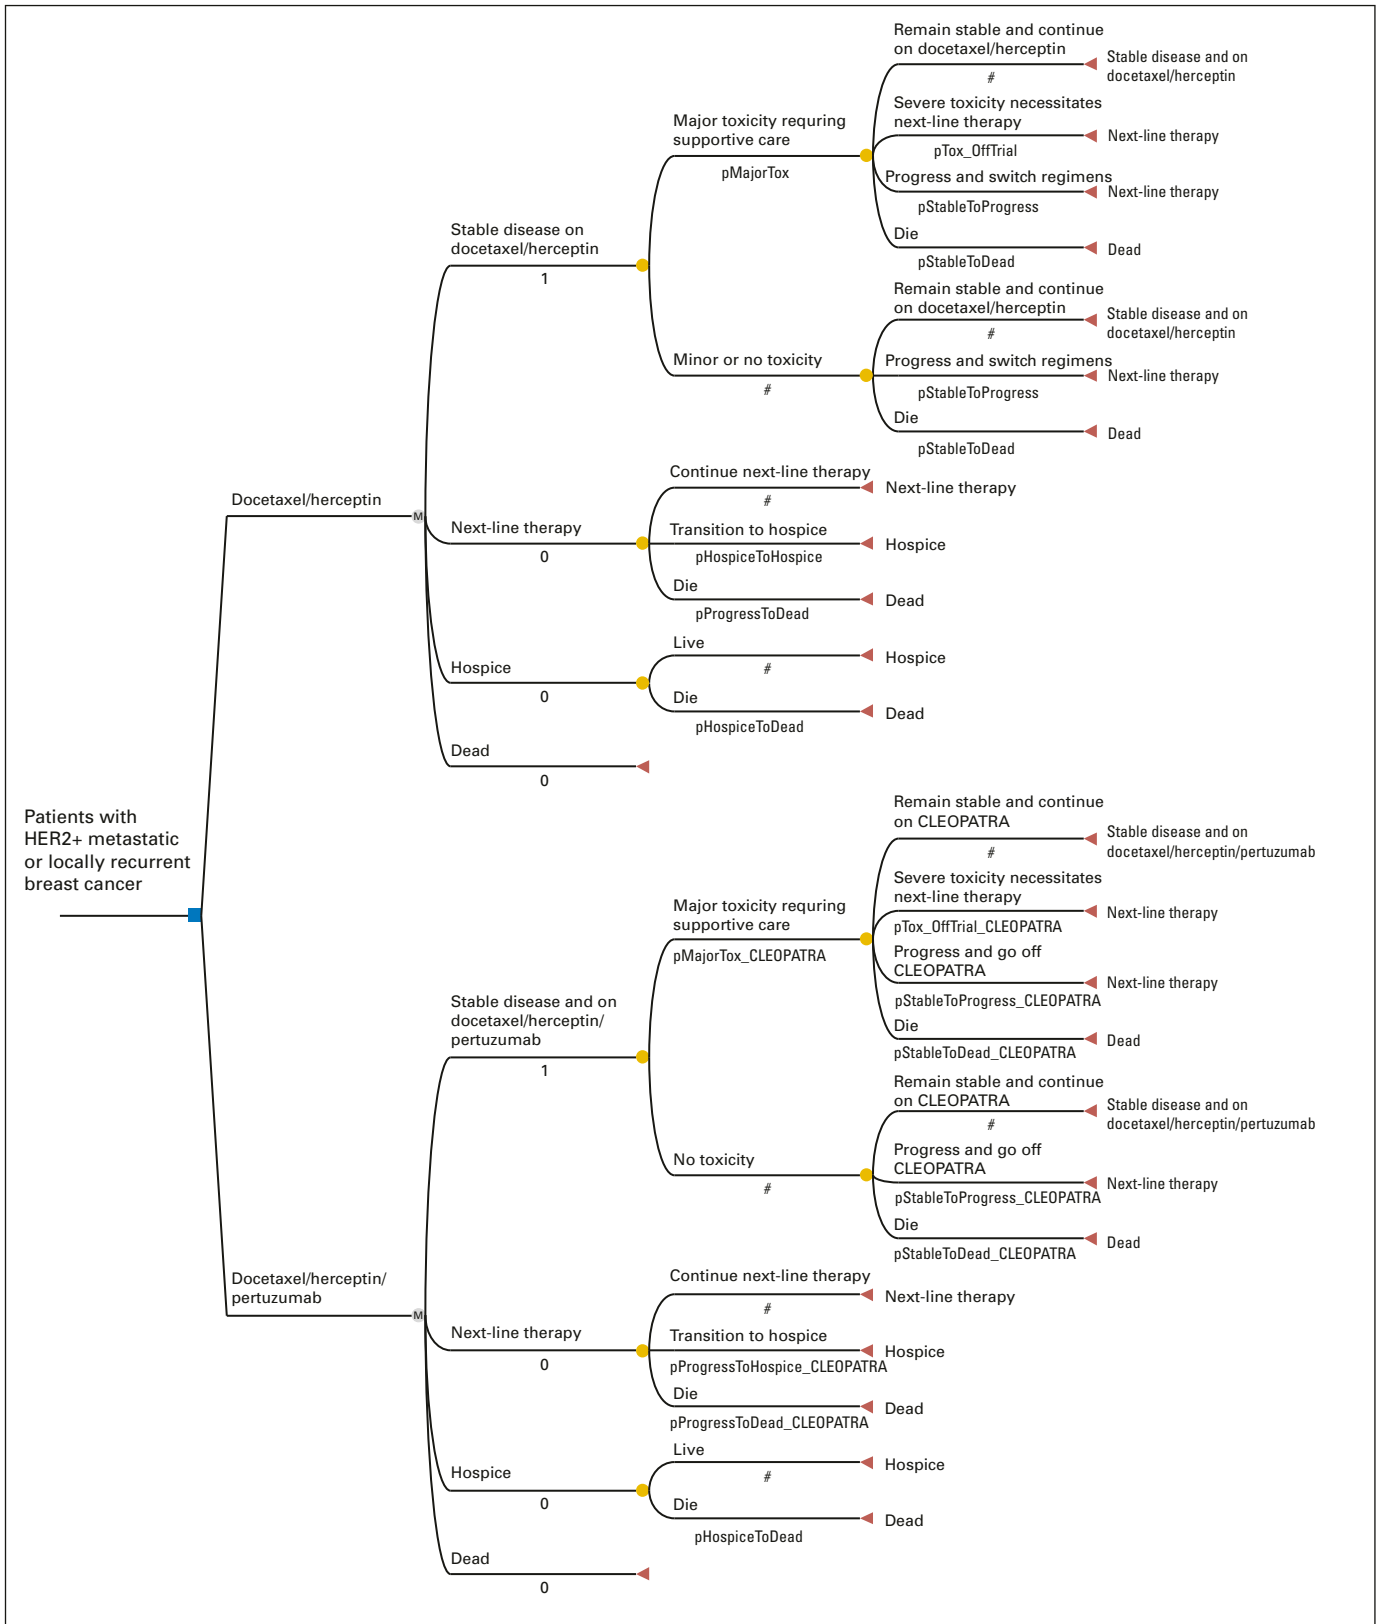 Patients with
HER2+ metastatic
or locally recurrent
breast cancer
Docetaxel/herceptin
M
Stable disease on
docetaxel/herceptin
1
Major toxicity requring
supportive care
pMajorTox
Remain stable and continue
on docetaxel/herceptin
#
Stable disease and on
docetaxel/herceptin
Severe toxicity necessitates
next-line therapy
pTox_OffTrial
Next-line therapy
Progress and switch regimens
pStableToProgress
Next-line therapy
Die
pStableToDead
Dead
Minor or no toxicity
#
Remain stable and continue
on docetaxel/herceptin
#
Stable disease and on
docetaxel/herceptin
Progress and switch regimens
pStableToProgress
Next-line therapy
Die
pStableToDead
Dead
Next-line therapy
0
Continue next-line therapy
#
Next-line therapy
Transition to hospice
pHospiceToHospice
Hospice
Die
pProgressToDead
Dead
Hospice
0
Live
#
Hospice
Die
pHospiceToDead
Dead
Dead
0
Docetaxel/herceptin/
pertuzumab
M
Stable disease and on
docetaxel/herceptin/
pertuzumab
1
Major toxicity requring
supportive care
pMajorTox_CLEOPATRA
Remain stable and continue
on CLEOPATRA
#
Stable disease and on
docetaxel/herceptin/pertuzumab
Severe toxicity necessitates
next-line therapy
pTox_OffTrial_CLEOPATRA
Next-line therapy
Progress and go off
CLEOPATRA
pStableToProgress_CLEOPATRA
Next-line therapy
Die
pStableToDead_CLEOPATRA
Dead
No toxicity
#
Remain stable and continue
on CLEOPATRA
#
Stable disease and on
docetaxel/herceptin/pertuzumab
Progress and go off
CLEOPATRA
pStableToProgress_CLEOPATRA
Next-line therapy
Die
pStableToDead_CLEOPATRA
Dead
Next-line therapy
0
Continue next-line therapy
#
Next-line therapy
Transition to hospice
pProgressToHospice_CLEOPATRA
Hospice
Die
pProgressToDead_CLEOPATRA
Dead
Hospice
0
Live
#
Hospice
Die
pHospiceToDead
Dead
Dead
0